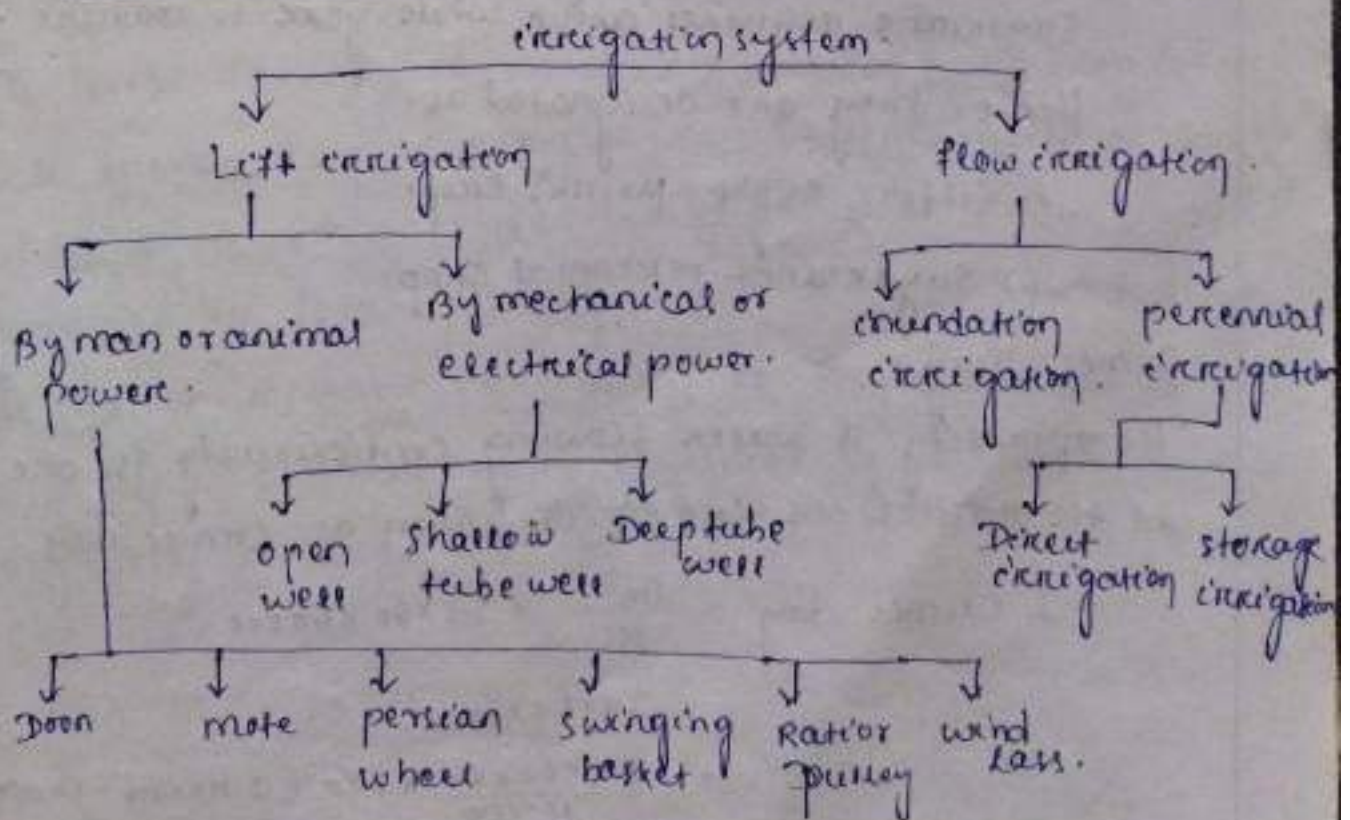 irrigation system.
Lift irrigation
flow irrigation.
By man or animal
power.
By mechanical or
electrical power.
inundation
irrigation.
perennial
irrigation
open
well
Shallow
tube well
Deep tube
well
Direct
irrigation
storage
irrigation
Doon
mote
persian
wheel
swinging
basket
Rati or
pulley
wind
lass.